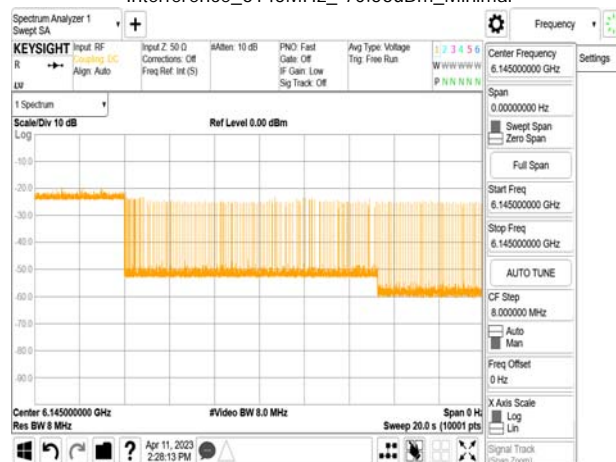 Spectrum Analyzer 1
Swept SA
Frequency
Settings
KEYSIGHT
R
Input: RF
Coupling: DC
Align: Auto
Input Z: 50 Ω
Corrections: Off
Freq Ref: Int (S)
#Atten: 10 dB
PNO: Fast
Gate: Off
IF Gain: Low
Sig Track: Off
Avg Type: Voltage
Trig: Free Run
1 2 3 4 5 6
W W W W W W
P N N N N N
1 Spectrum
Scale/Div 10 dB
Ref Level 0.00 dBm
Log
-10.0
-20.0
-30.0
-40.0
-50.0
-60.0
-70.0
-80.0
-90.0
Center 6.145000000 GHz
#Video BW 8.0 MHz
Span 0 Hz
Res BW 8 MHz
Sweep 20.0 s (10001 pts
Apr 11, 2023
2:28:13 PM
Center Frequency
6.145000000 GHz
Span
0.00000000 Hz
Swept Span
Zero Span
Full Span
Start Freq
6.145000000 GHz
Stop Freq
6.145000000 GHz
AUTO TUNE
CF Step
8.000000 MHz
Auto
Man
Freq Offset
0 Hz
X Axis Scale
Log
Lin
Signal Track
(Span Zoom)